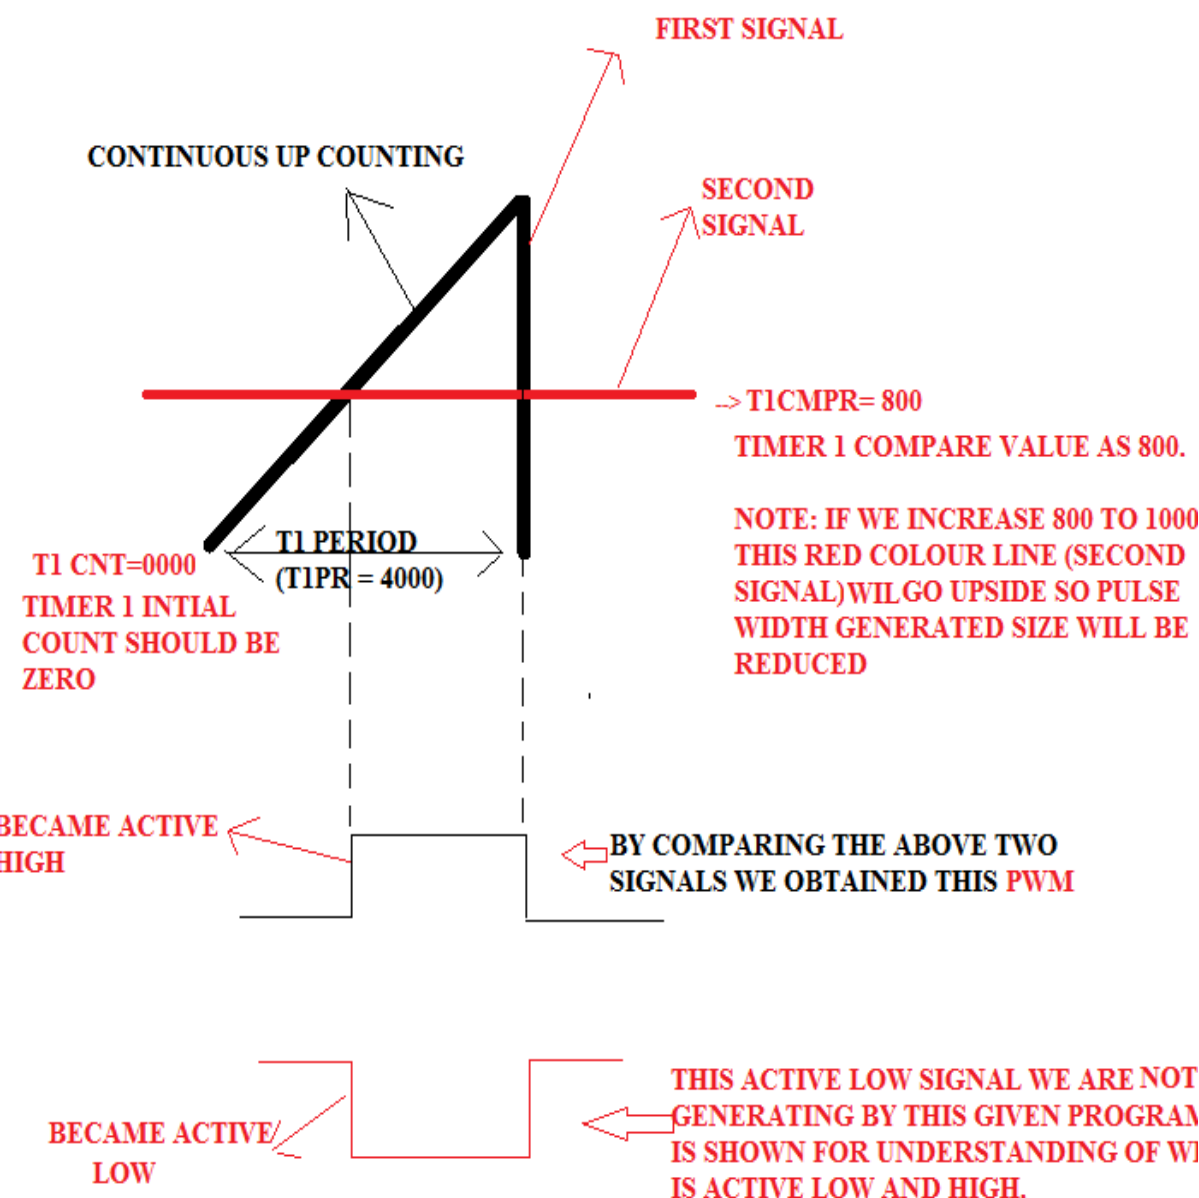 FIRST SIGNAL
CONTINUOUS UP COUNTING
SECOND
SIGNAL
--> T1CMPR= 800
TIMER 1 COMPARE VALUE AS 800.
NOTE: IF WE INCREASE 800 TO 1000
THIS RED COLOUR LINE (SECOND
SIGNAL) WIL GO UPSIDE SO PULSE
WIDTH GENERATED SIZE WILL BE
REDUCED
T1 PERIOD
(T1PR = 4000)
T1 CNT=0000
TIMER 1 INTIAL
COUNT SHOULD BE
ZERO
BECAME ACTIVE
HIGH
BY COMPARING THE ABOVE TWO
SIGNALS WE OBTAINED THIS PWM
BECAME ACTIVE
LOW
THIS ACTIVE LOW SIGNAL WE ARE NOT
GENERATING BY THIS GIVEN PROGRAM
IS SHOWN FOR UNDERSTANDING OF
IS ACTIVE LOW AND HIGH.